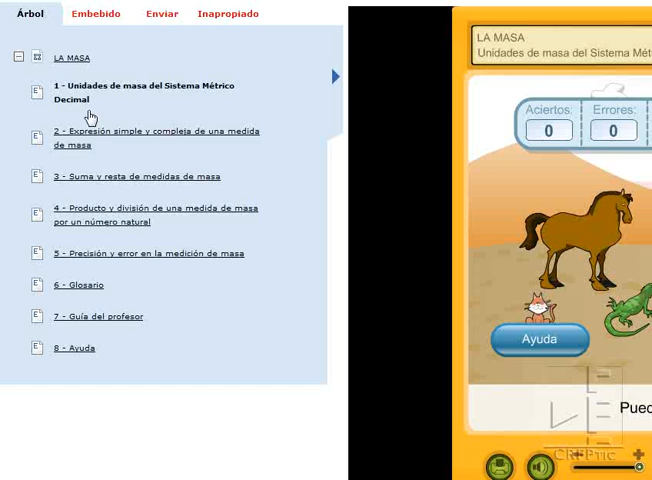 Árbol
Embebido
Enviar
Inapropiado
LA MASA
1 - Unidades de masa del Sistema Métrico
Decimal
2 - Expresión simple y compleja de una medida
de masa
3 - Suma y resta de medidas de masa
4 - Producto y división de una medida de masa
por un número natural
5 - Precisión y error en la medición de masa
6 - Glosario
7 - Guía del profesor
8 - Ayuda
LA MASA
Unidades de masa del Sistema Mét
Aciertos:
Errores:
0
0
Ayuda
Pued